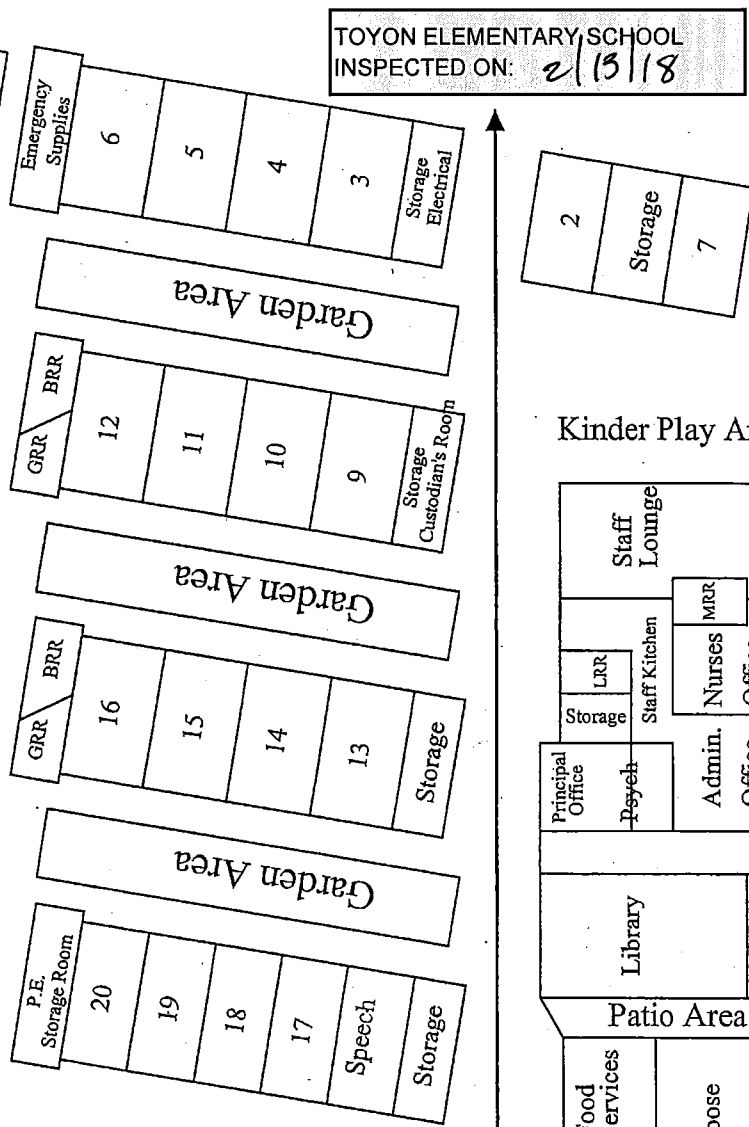 TOYON ELEMENTARY SCHOOL
INSPECTED ON: 2/13/18
Emergency
Supplies
6
5
4
3
Storage
Electrical
2
Storage
7
Garden Area
GRR
BRR
12
11
10
9
Storage
Custodian's Room
Kinder Play
Garden Area
Staff
Lounge
MRR
LRR
Staff Kitchen
Nurses
Storage
Principal
Office
Psych
Admin.
GRR
BRR
16
15
14
13
Storage
Garden Area
Library
P.E.
Storage Room
20
19
18
17
Speech
Storage
Patio Area